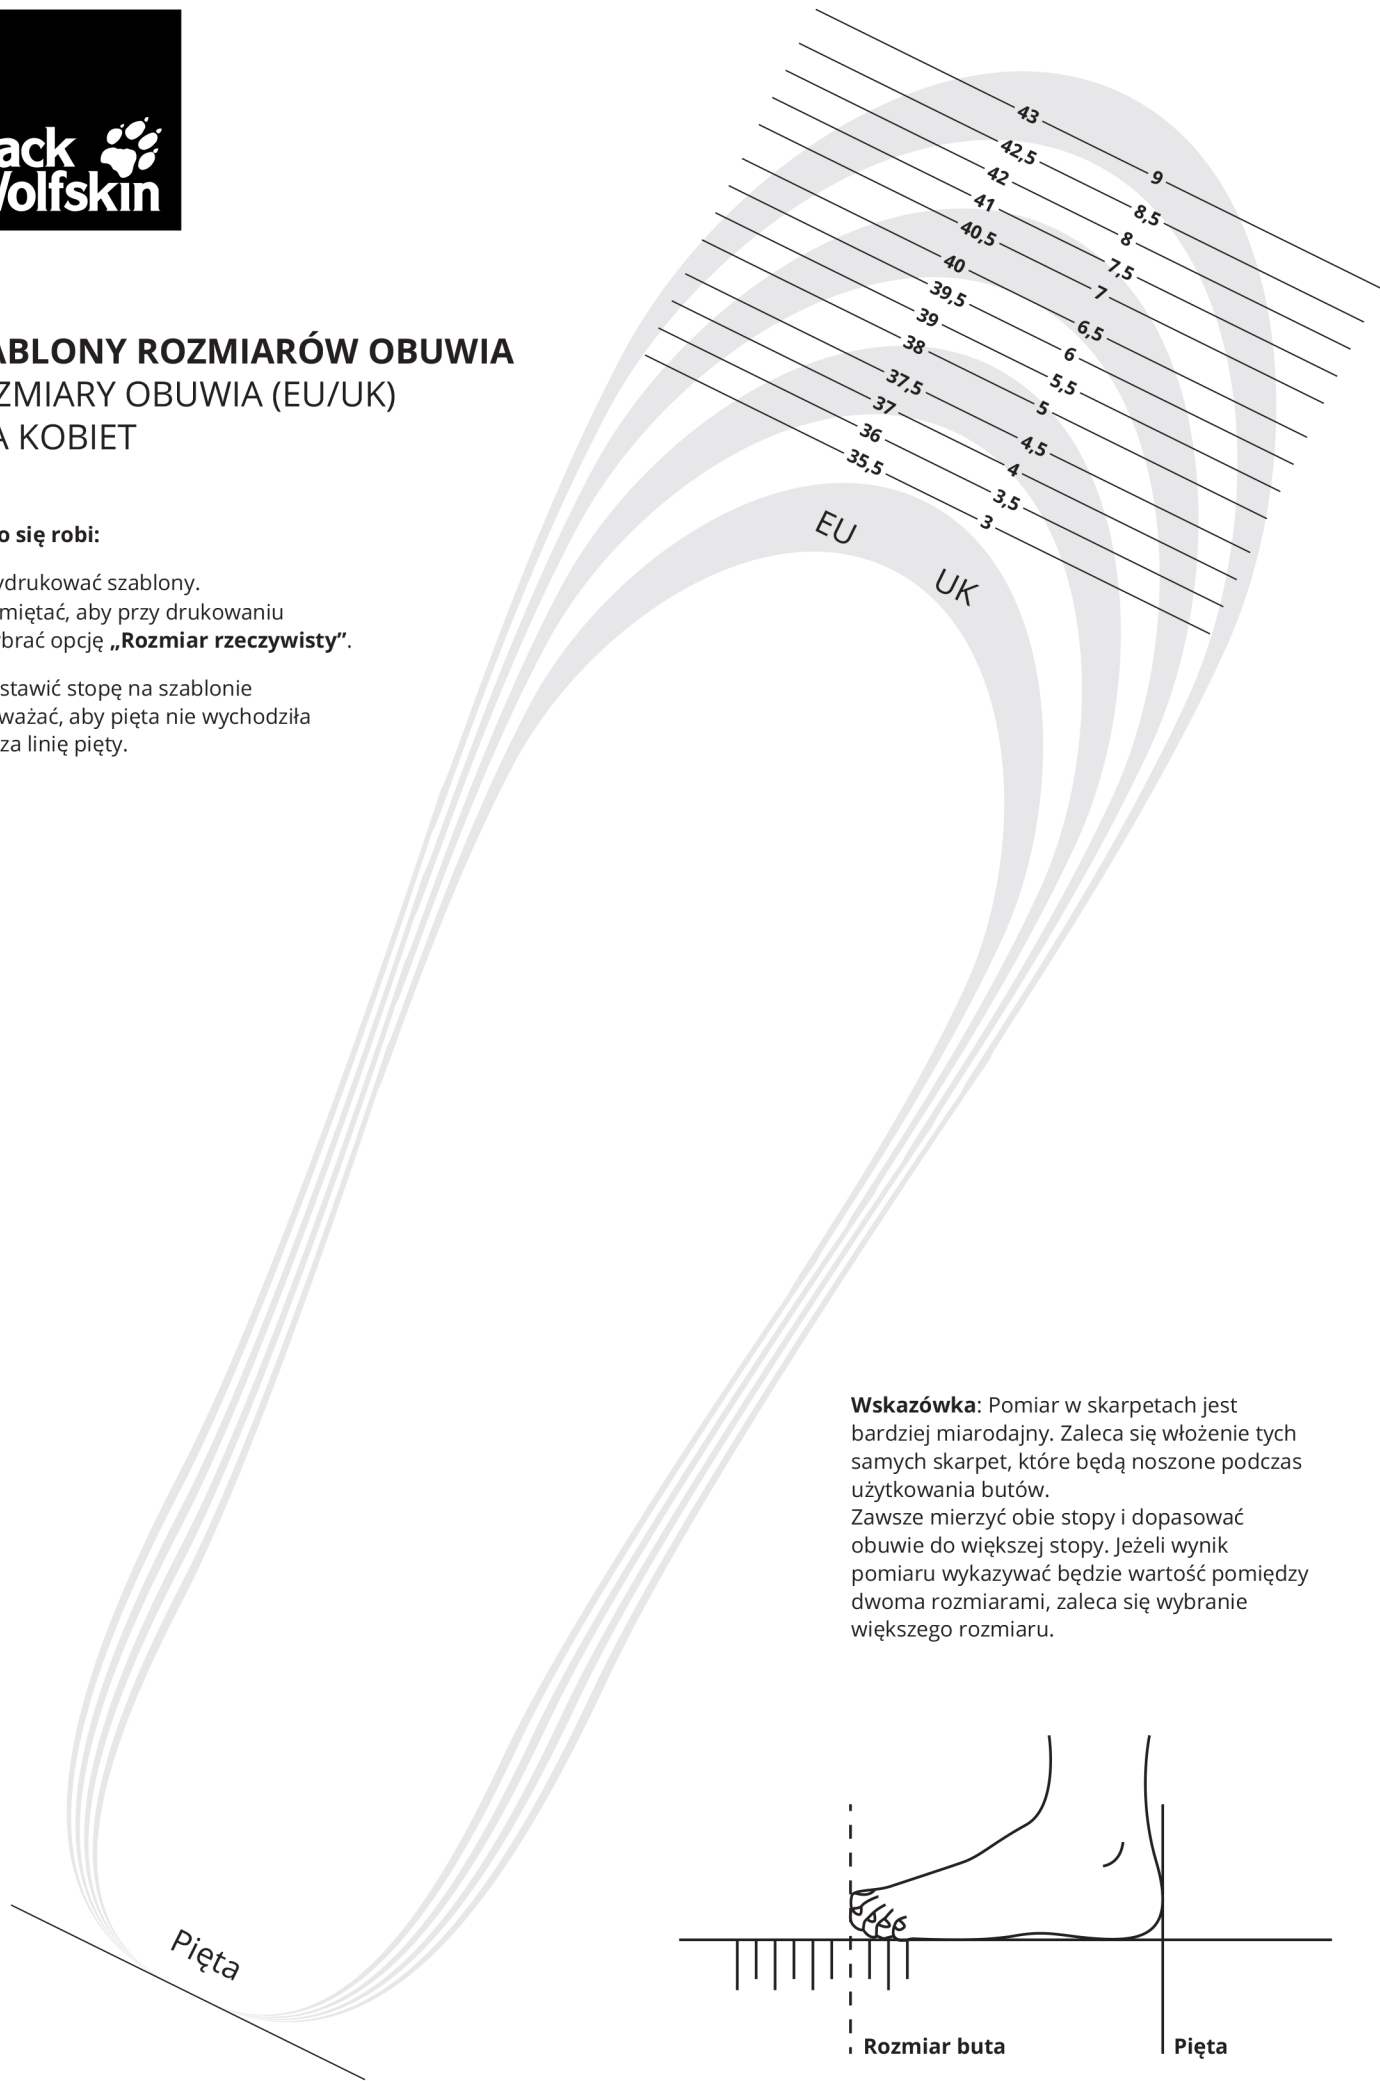 ack
Wolfskin
ABLONY ROZMIARÓW OBUWIA
ZMIARY OBUWIA (EU/UK)
A KOBIET
o się robi:
ydrukować szablony.
miętać, aby przy drukowaniu
ybrać opcję „Rozmiar rzeczywisty”.
stawić stopę na szablonie
ważać, aby pięta nie wychodziła
za linię pięty.
43 9
42,5 8,5
42 8
41 7,5
40,5 7
40 6,5
39,5 6
39 5,5
38 5
37,5 4,5
37 4
36 3,5
35,5 3
EU
UK
Wskazówka: Pomiar w skarpetach jest
bardziej miarodajny. Zaleca się włożenie tych
samych skarpet, które będą noszone podczas
użytkowania butów.
Zawsze mierzyć obie stopy i dopasować
obuwie do większej stopy. Jeżeli wynik
pomiaru wykazywać będzie wartość pomiędzy
dwoma rozmiarami, zaleca się wybranie
większego rozmiaru.
Pięta
Rozmiar buta
Pięta